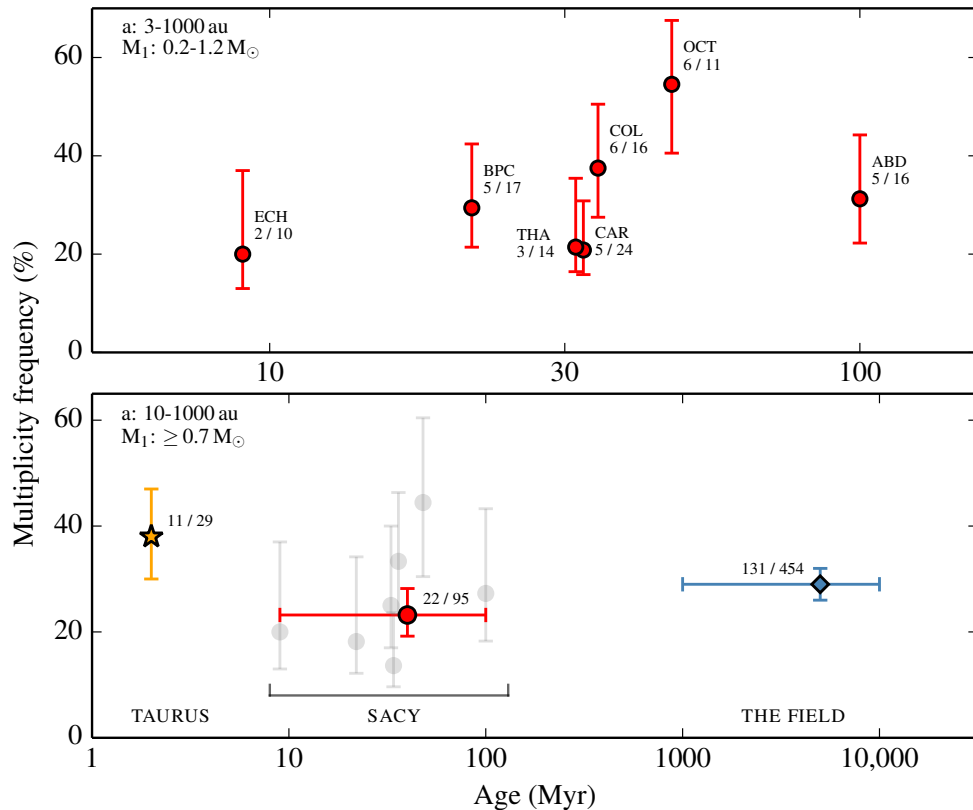 a: 3-1000 au
M₁: 0.2-1.2 M☉
60
40
20
0
OCT
6 / 11
COL
6 / 16
BPC
5 / 17
ABD
5 / 16
ECH
2 / 10
THA
3 / 14
CAR
5 / 24
10
30
100
Multiplicity frequency (%)
a: 10-1000 au
M₁: ≥ 0.7 M☉
60
40
20
0
11 / 29
22 / 95
131 / 454
TAURUS
SACY
THE FIELD
1
10
100
1000
10,000
Age (Myr)